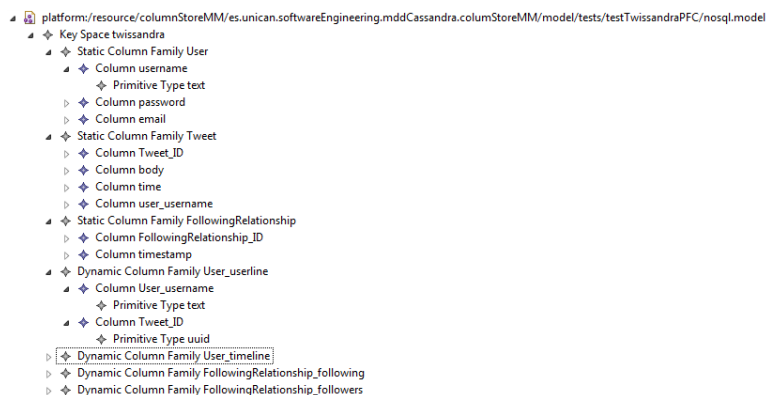 platform:/resource/columnStoreMM/es.unican.softwareEngineering.mddCassandra.columStoreMM/model/tests/testTwissandraPFC/nosql.model
Key Space twissandra
Static Column Family User
Column username
Primitive Type text
Column password
Column email
Static Column Family Tweet
Column Tweet_ID
Column body
Column time
Column user_username
Static Column Family FollowingRelationship
Column FollowingRelationship_ID
Column timestamp
Dynamic Column Family User_userline
Column User_username
Primitive Type text
Column Tweet_ID
Primitive Type uuid
Dynamic Column Family User_timeline
Dynamic Column Family FollowingRelationship_following
Dynamic Column Family FollowingRelationship_followers